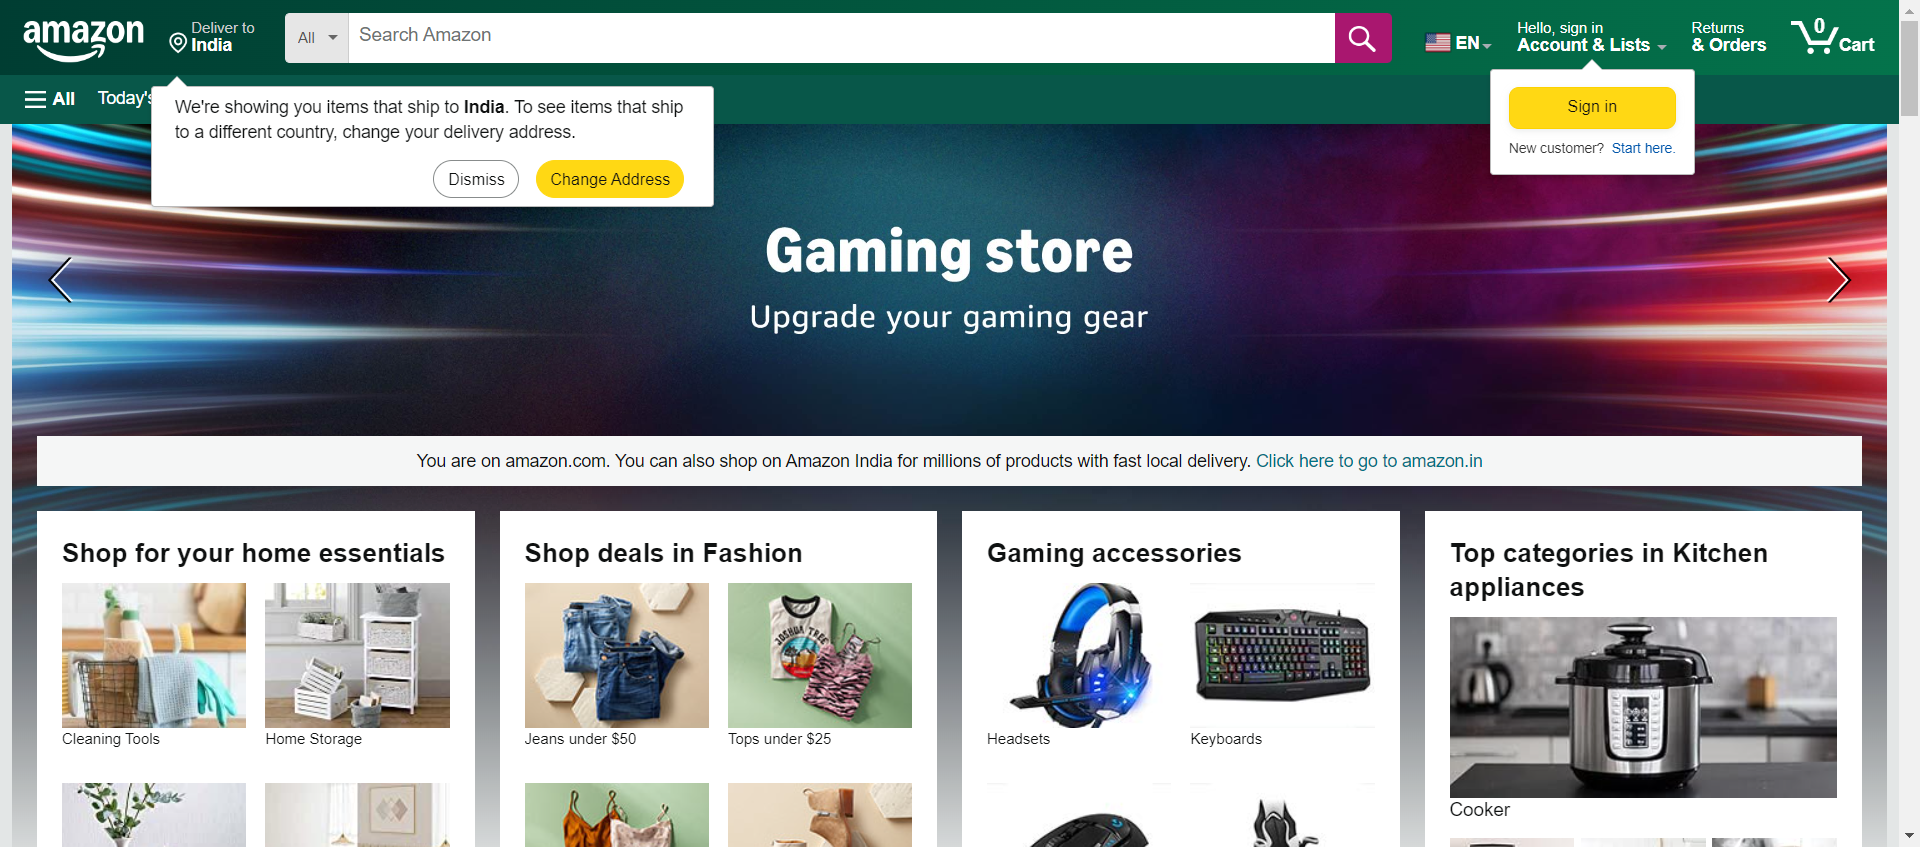 amazon
Deliver to
India
All
Search Amazon
EN
Hello, sign in
Account & Lists
Returns
& Orders
0
Cart
All
Today's
We're showing you items that ship to India. To see items that ship
to a different country, change your delivery address.
Dismiss
Change Address
Sign in
New customer? Start here.
Gaming store
Upgrade your gaming gear
You are on amazon.com. You can also shop on Amazon India for millions of products with fast local delivery. Click here to go to amazon.in
Shop for your home essentials
Cleaning Tools
Home Storage
Shop deals in Fashion
JOSHUA TREE
Jeans under $50
Tops under $25
Gaming accessories
Headsets
Keyboards
Top categories in Kitchen
appliances
Cooker